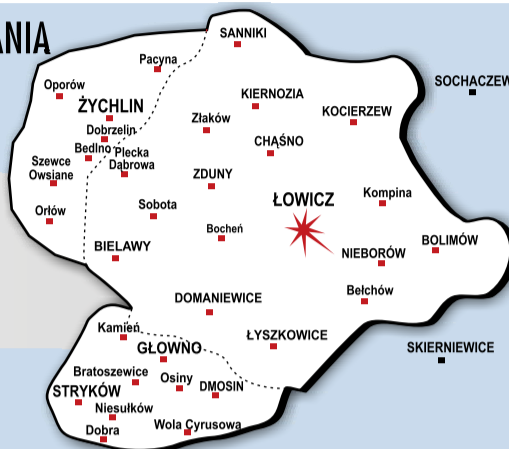 ANIA
SANNIKI
Pacyna
SOCHACZEW
Oporów
KIERNOZIA
ŻYCHLIN
KOCIERZEW
Złaków
Dobrzelin
CHĄŚNO
Bedlno
Plecka
Dąbrowa
Szewce
Owsiane
ZDUNY
Kompina
ŁOWICZ
Sobota
Orłów
Bocheń
BOLIMÓW
BIELAWY
NIEBORÓW
Bełchów
DOMANIEWICE
Kamień
ŁYSZKOWICE
GŁOWNO
SKIERNIEWICE
Bratoszewice
Osiny
DMOSIN
STRYKÓW
Niesułków
Wola Cyrusowa
Dobra